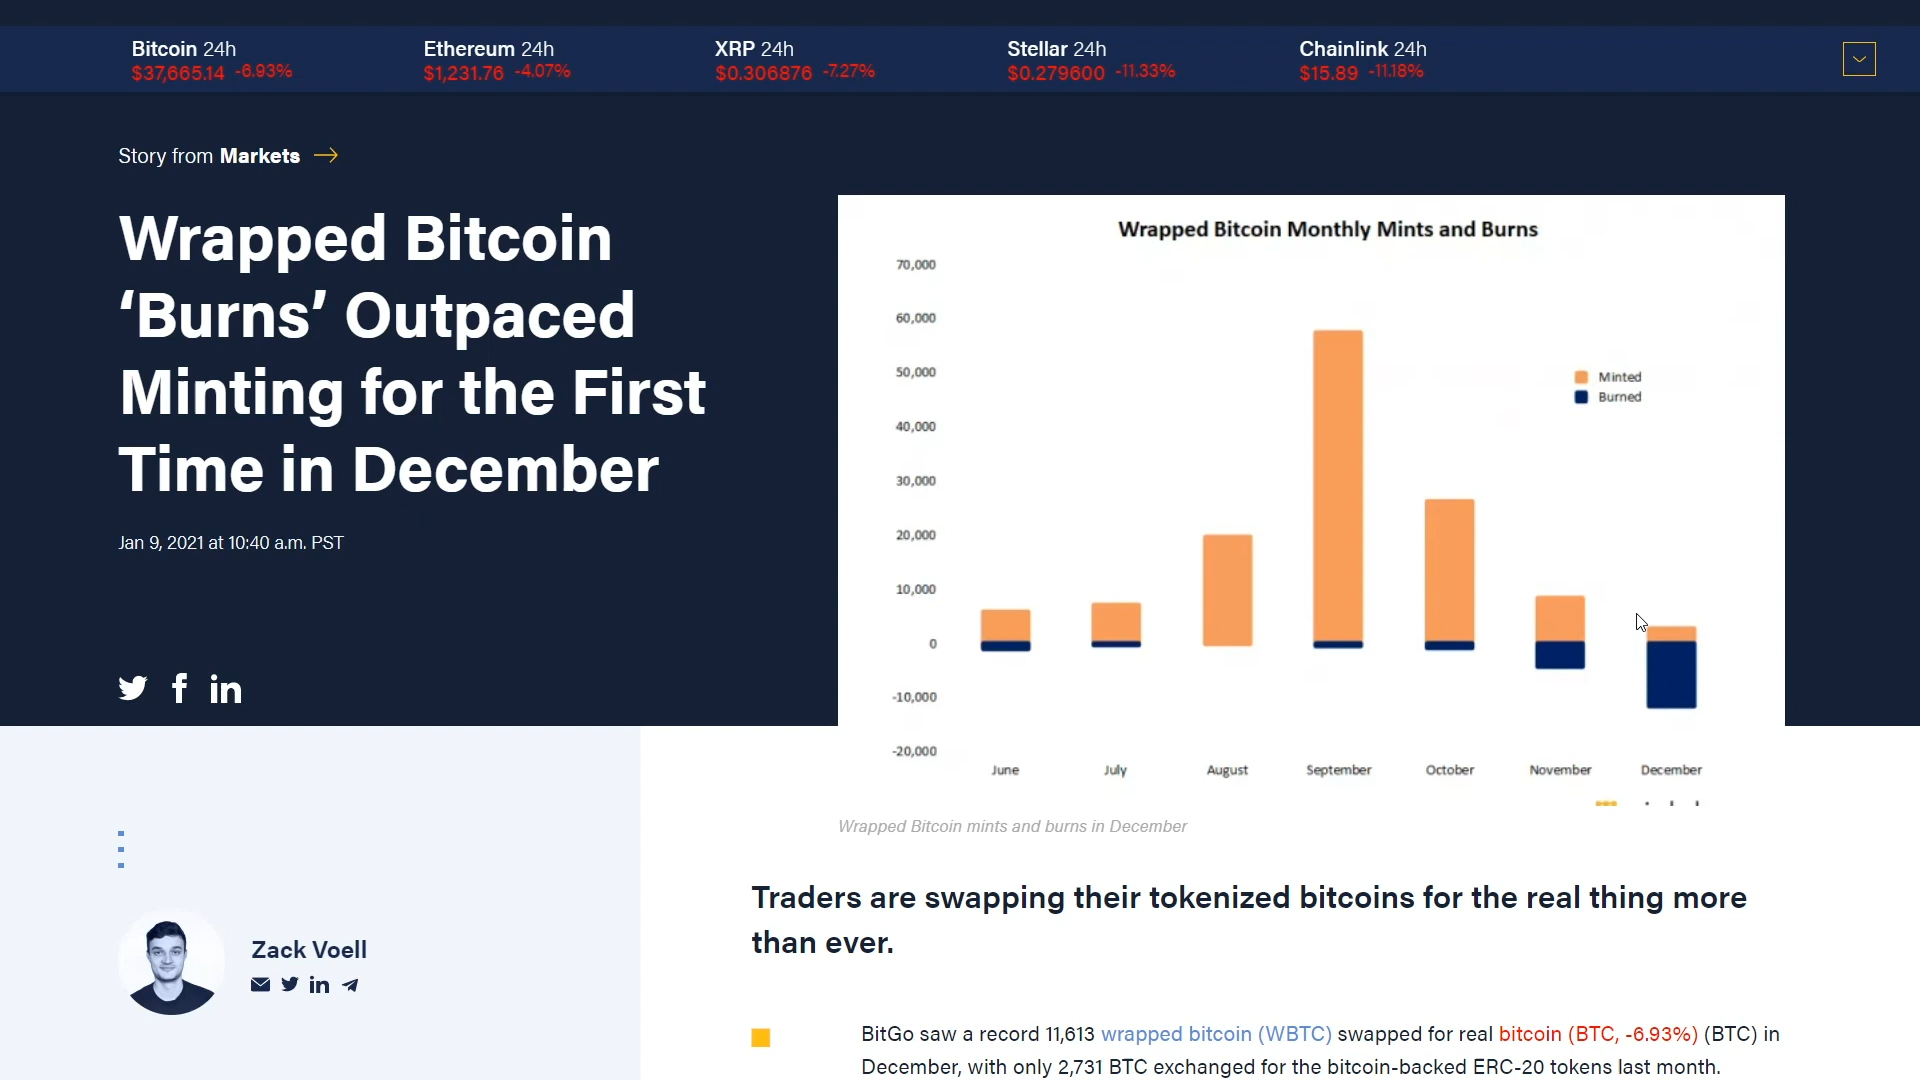 Bitcoin 24h
$37,665.14 -6.93%
Ethereum 24h
$1,231.76 -4.07%
XRP 24h
$0.306876 -7.27%
Stellar 24h
$0.279600 -11.33%
Chainlink 24h
$15.89 -11.18%
Story from Markets
Wrapped Bitcoin
‘Burns’ Outpaced
Minting for the First
Time in December
Jan 9, 2021 at 10:40 a.m. PST
Wrapped Bitcoin Monthly Mints and Burns
70,000
60,000
50,000
40,000
30,000
20,000
10,000
0
-10,000
-20,000
Minted
Burned
June July August September October November December
Wrapped Bitcoin mints and burns in December
Zack Voell
Traders are swapping their tokenized bitcoins for the real thing more
than ever.
BitGo saw a record 11,613 wrapped bitcoin (WBTC) swapped for real bitcoin (BTC, -6.93%) (BTC) in
December, with only 2,731 BTC exchanged for the bitcoin-backed ERC-20 tokens last month.